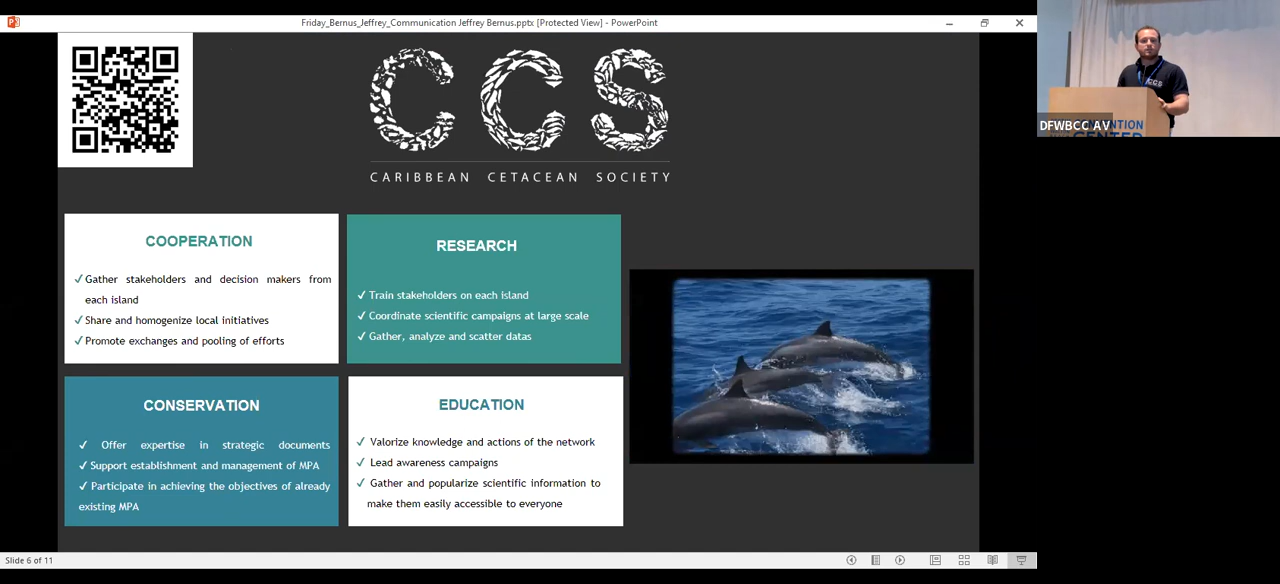 Friday_Bernus_Jeffrey_Communication Jeffrey Bernus.pptx [Protected View] - PowerPoint
CCS
CARIBBEAN CETACEAN SOCIETY
COOPERATION
✓Gather stakeholders and decision makers from
each island
✓Share and homogenize local initiatives
✓Promote exchanges and pooling of efforts
RESEARCH
✓ Train stakeholders on each island
✓ Coordinate scientific campaigns at large scale
✓ Gather, analyze and scatter datas
CONSERVATION
✓ Offer expertise in strategic documents
✓ Support establishment and management of MPA
✓ Participate in achieving the objectives of already
existing MPA
EDUCATION
✓ Valorize knowledge and actions of the network
✓ Lead awareness campaigns
✓ Gather and popularize scientific information to
make them easily accessible to everyone
CCS
DFWBCC AV
CONVENTION
CENTER
Slide 6 of 11